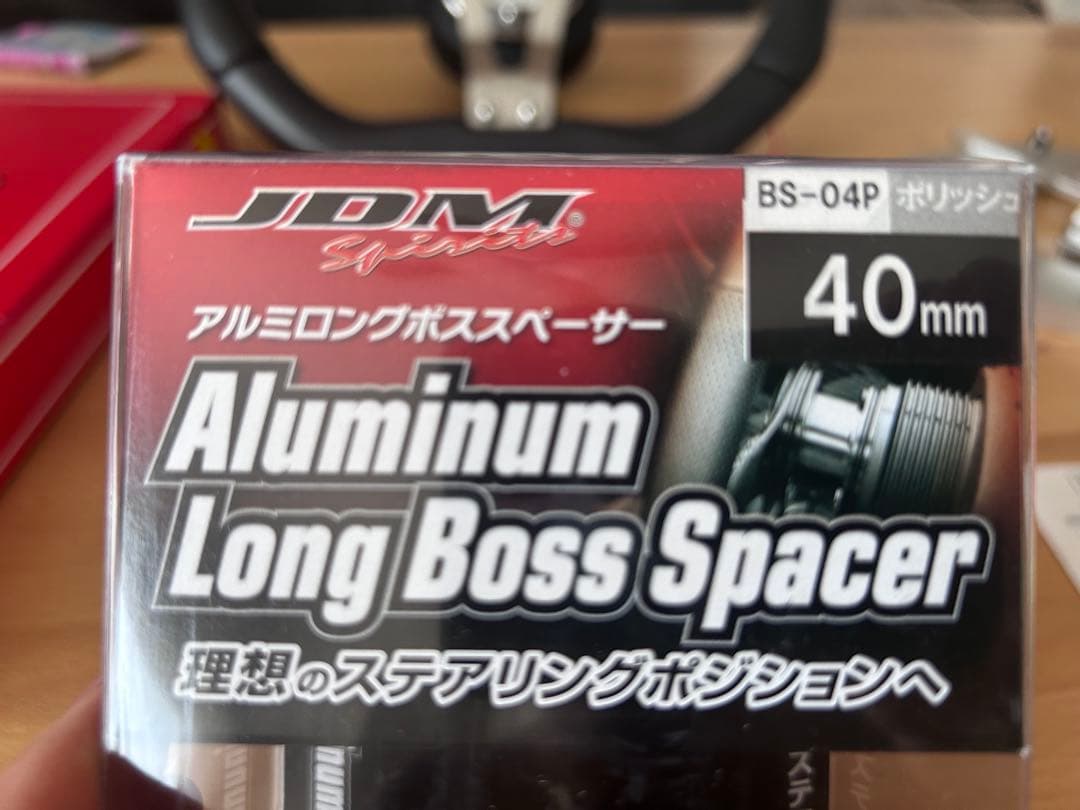 JDM
Spirits
BS-04P ポリッシュ
40mm
アルミロングボススペーサー
Aluminum
Long Boss Spacer
理想のステアリングポジションへ